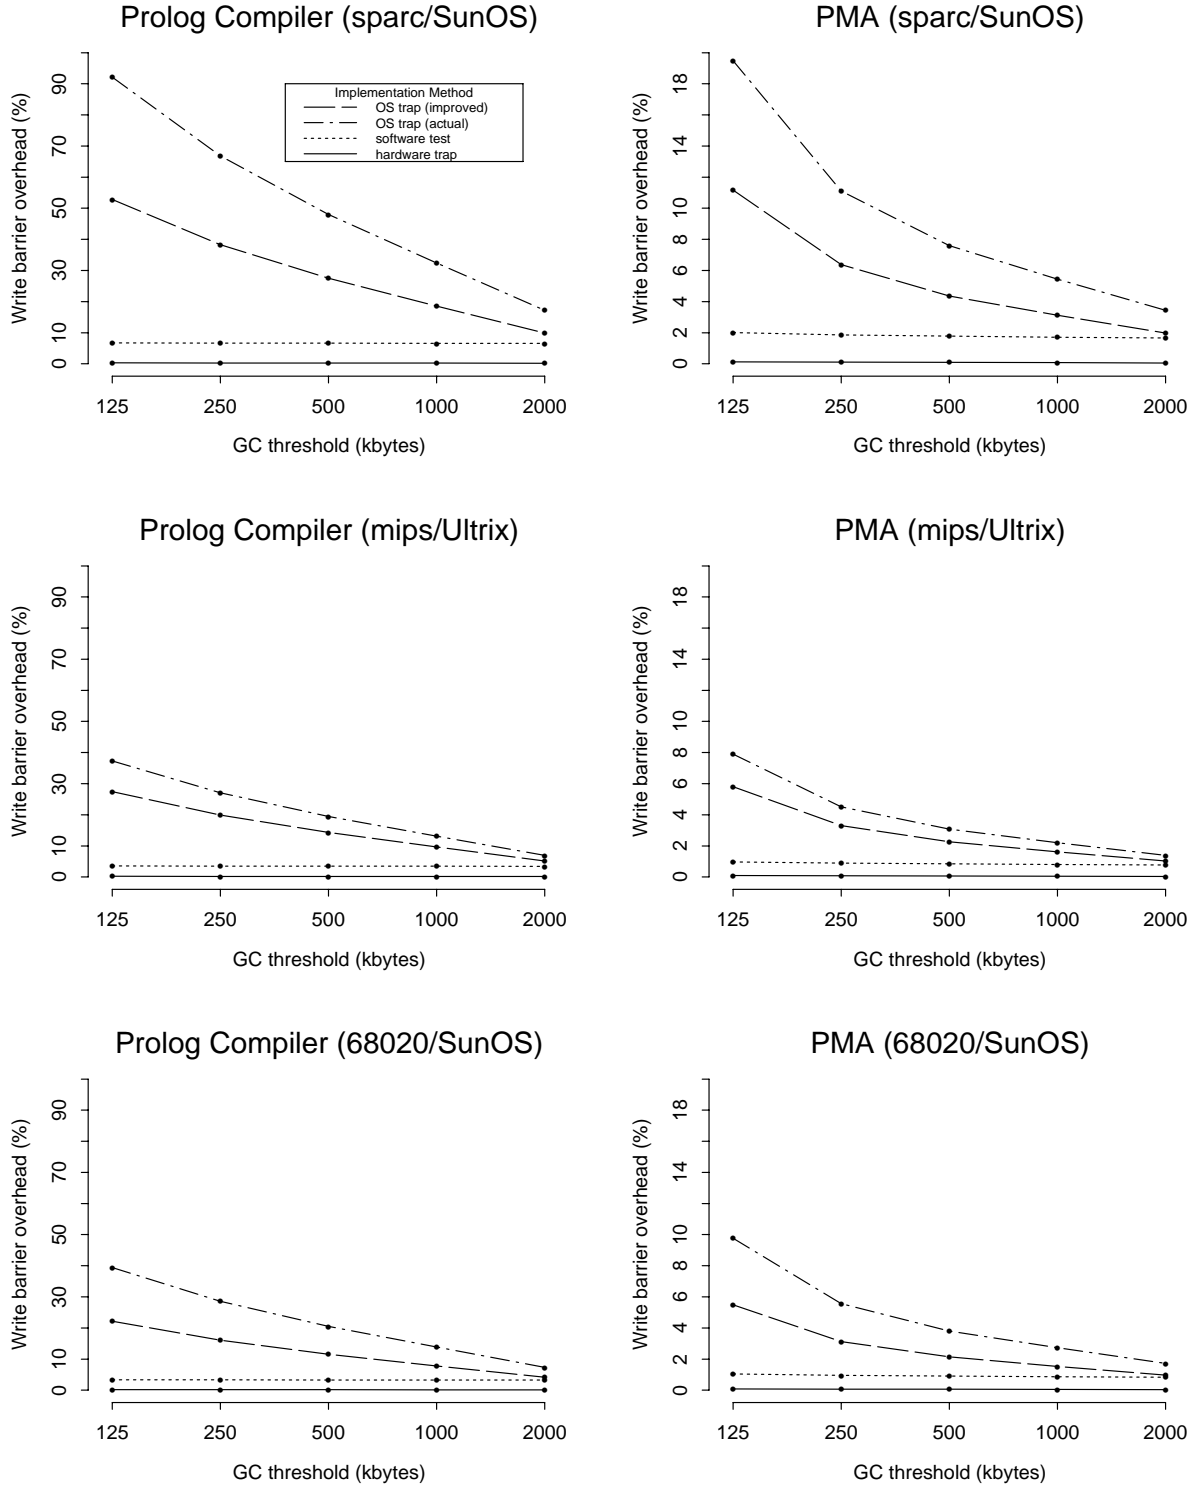 Prolog Compiler (sparc/SunOS)
Write barrier overhead (%)
90
70
50
30
10
0
Implementation Method
OS trap (improved)
OS trap (actual)
software test
hardware trap
125 250 500 1000 2000
GC threshold (kbytes)
PMA (sparc/SunOS)
Write barrier overhead (%)
18
14
10
8
6
4
2
0
125 250 500 1000 2000
GC threshold (kbytes)
Prolog Compiler (mips/Ultrix)
Write barrier overhead (%)
90
70
50
30
10
0
125 250 500 1000 2000
GC threshold (kbytes)
PMA (mips/Ultrix)
Write barrier overhead (%)
18
14
10
8
6
4
2
0
125 250 500 1000 2000
GC threshold (kbytes)
Prolog Compiler (68020/SunOS)
Write barrier overhead (%)
90
70
50
30
10
0
125 250 500 1000 2000
GC threshold (kbytes)
PMA (68020/SunOS)
Write barrier overhead (%)
18
14
10
8
6
4
2
0
125 250 500 1000 2000
GC threshold (kbytes)